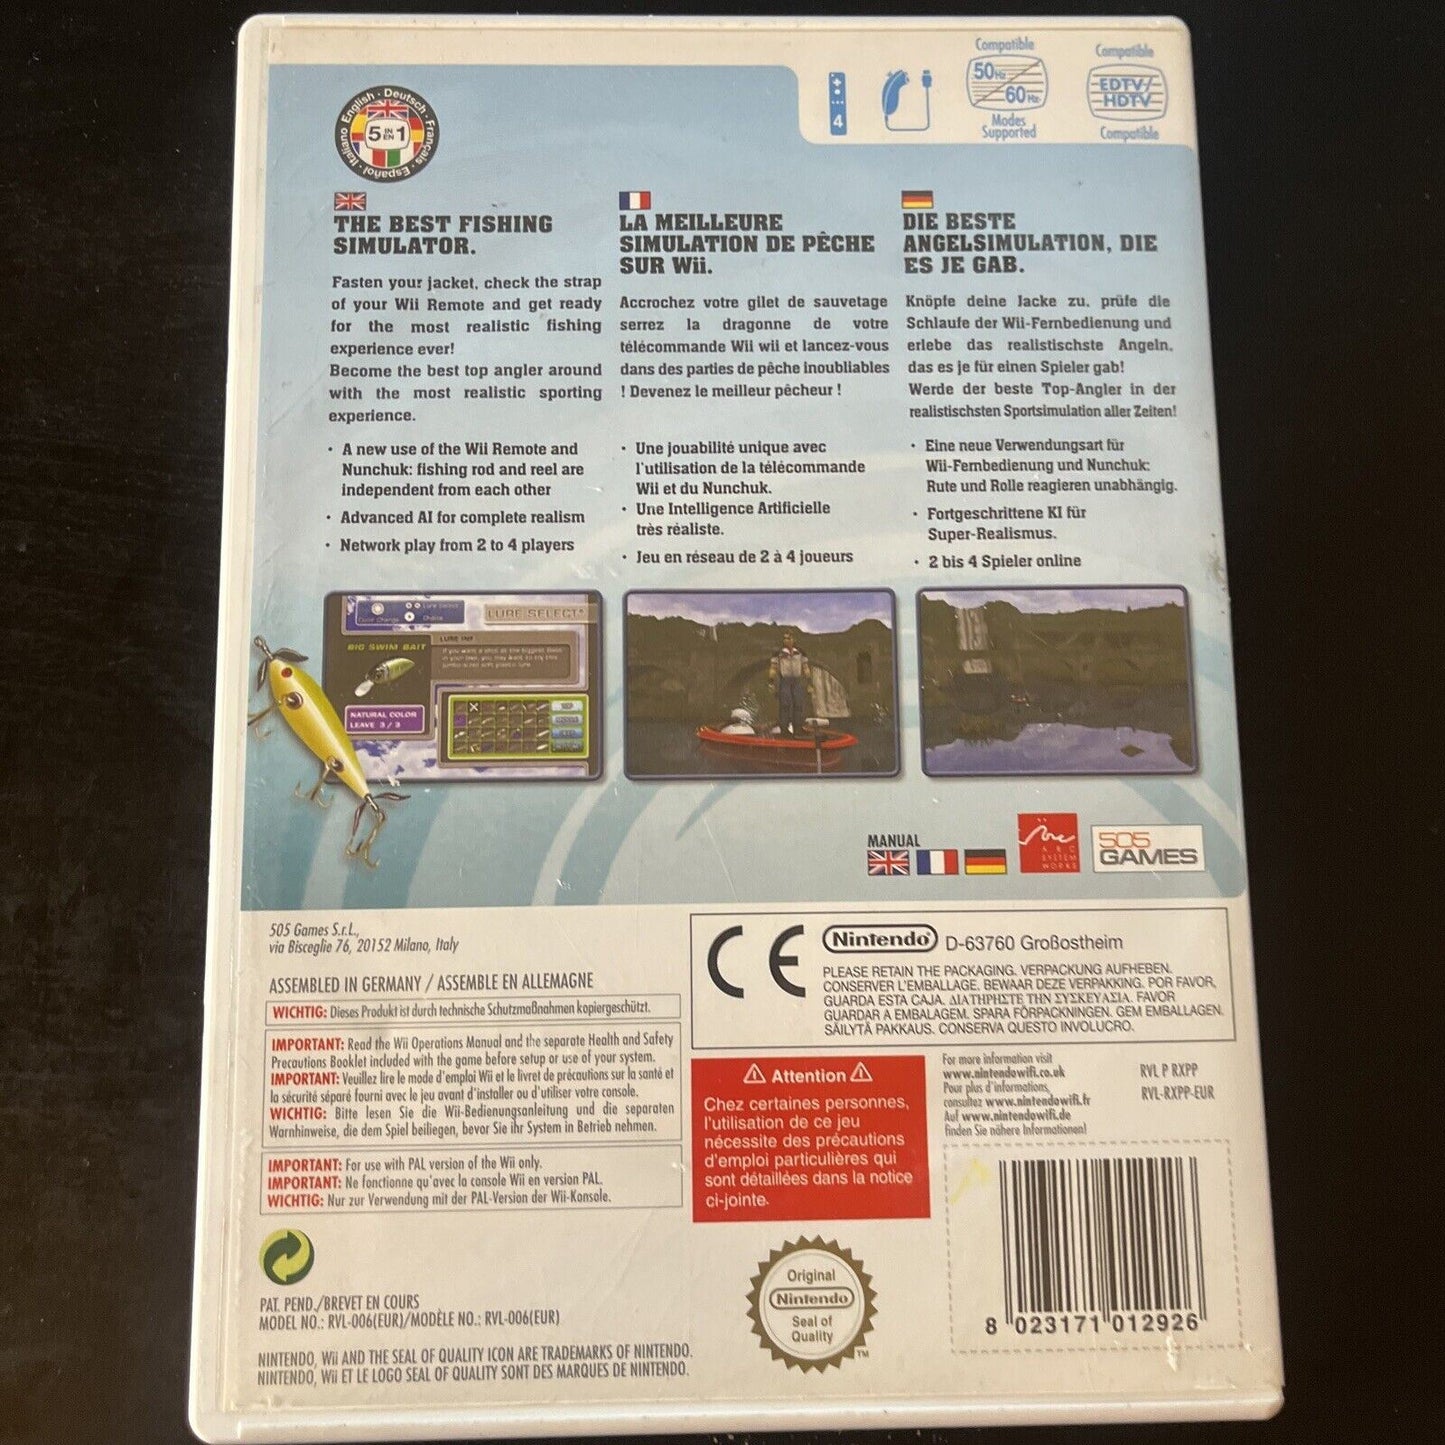 Compatible
50Hz
60Hz
Modes
Supported
Compatible
EDTV/
HDTV
Compatible
4
English · Deutsch · Français · Español · Italiano
5 IN EN 1
THE BEST FISHING
SIMULATOR.
Fasten your jacket, check the strap
of your Wii Remote and get ready
for the most realistic fishing
experience ever!
Become the best top angler around
with the most realistic sporting
experience.
· A new use of the Wii Remote and
Nunchuk: fishing rod and reel are
independent from each other
· Advanced AI for complete realism
· Network play from 2 to 4 players
LA MEILLEURE
SIMULATION DE PÊCHE
SUR Wii.
Accrochez votre gilet de sauvetage
serrez la dragonne de votre
télécommande Wii wii et lancez-vous
dans des parties de pêche inoubliables
! Devenez le meilleur pêcheur !
· Une jouabilité unique avec
l'utilisation de la télécommande
Wii et du Nunchuk.
· Une Intelligence Artificielle
très réaliste.
· Jeu en réseau de 2 à 4 joueurs
DIE BESTE
ANGELSIMULATION, DIE
ES JE GAB.
Knöpfe deine Jacke zu, prüfe die
Schlaufe der Wii-Fernbedienung und
erlebe das realistischste Angeln,
das es je für einen Spieler gab!
Werde der beste Top-Angler in der
realistischsten Sportsimulation aller Zeiten!
· Eine neue Verwendungsart für
Wii-Fernbedienung und Nunchuk:
Rute und Rolle reagieren unabhängig.
· Fortgeschrittene KI für
Super-Realismus.
· 2 bis 4 Spieler online
Lure Select
Color Change
LURE SELECT
BIG SWIM BAIT
NATURAL COLOR
LEAVE 3 / 3
MANUAL
ARC
SYSTEM
WORKS
505
GAMES
505 Games S.r.L.,
via Bisceglie 76, 20152 Milano, Italy
ASSEMBLED IN GERMANY / ASSEMBLE EN ALLEMAGNE
WICHTIG: Dieses Produkt ist durch technische Schutzmaßnahmen kopiergeschützt.
IMPORTANT: Read the Wii Operations Manual and the separate Health and Safety
Precautions Booklet included with the game before setup or use of your system.
IMPORTANT: Veuillez lire le mode d'emploi Wii et le livret de précautions sur la santé et
la sécurité séparé fourni avec le jeu avant d'installer ou d'utiliser votre console.
WICHTIG: Bitte lesen Sie die Wii-Bedienungsanleitung und die separaten
Warnhinweise, die dem Spiel beiliegen, bevor Sie ihr System in Betrieb nehmen.
IMPORTANT: For use with PAL version of the Wii only.
IMPORTANT: Ne fonctionne qu'avec la console Wii en version PAL.
WICHTIG: Nur zur Verwendung mit der PAL-Version der Wii-Konsole.
PAT. PEND./BREVET EN COURS
MODEL NO.: RVL-006(EUR)/MODÈLE NO.: RVL-006(EUR)
NINTENDO, Wii AND THE SEAL OF QUALITY ICON ARE TRADEMARKS OF NINTENDO.
NINTENDO, Wii ET LE LOGO SEAL OF QUALITY SONT DES MARQUES DE NINTENDO.
CE
Nintendo D-63760 Großostheim
PLEASE RETAIN THE PACKAGING. VERPACKUNG AUFHEBEN.
CONSERVER L'EMBALLAGE. BEWAAR DEZE VERPAKKING. POR FAVOR,
GUARDA ESTA CAJA. ΔΙΑΤΗΡΗΣΤΕ ΤΗΝ ΣΥΣΚΕΥΑΣΙΑ. FAVOR
GUARDAR A EMBALAGEM. SPARA FÖRPACKNINGEN. GEM EMBALLAGEN.
SÄILYTÄ PAKKAUS. CONSERVA QUESTO INVOLUCRO.
Attention
Chez certaines personnes,
l'utilisation de ce jeu
nécessite des précautions
d'emploi particulières qui
sont détaillées dans la notice
ci-jointe.
For more information visit
www.nintendowifi.co.uk
Pour plus d'informations,
consultez www.nintendowifi.fr
Auf www.nintendowifi.de
finden Sie nähere Informationen!
RVL P RXPP
RVL-RXPP-EUR
Original
Nintendo
Seal of
Quality
TM
8 023171 012926